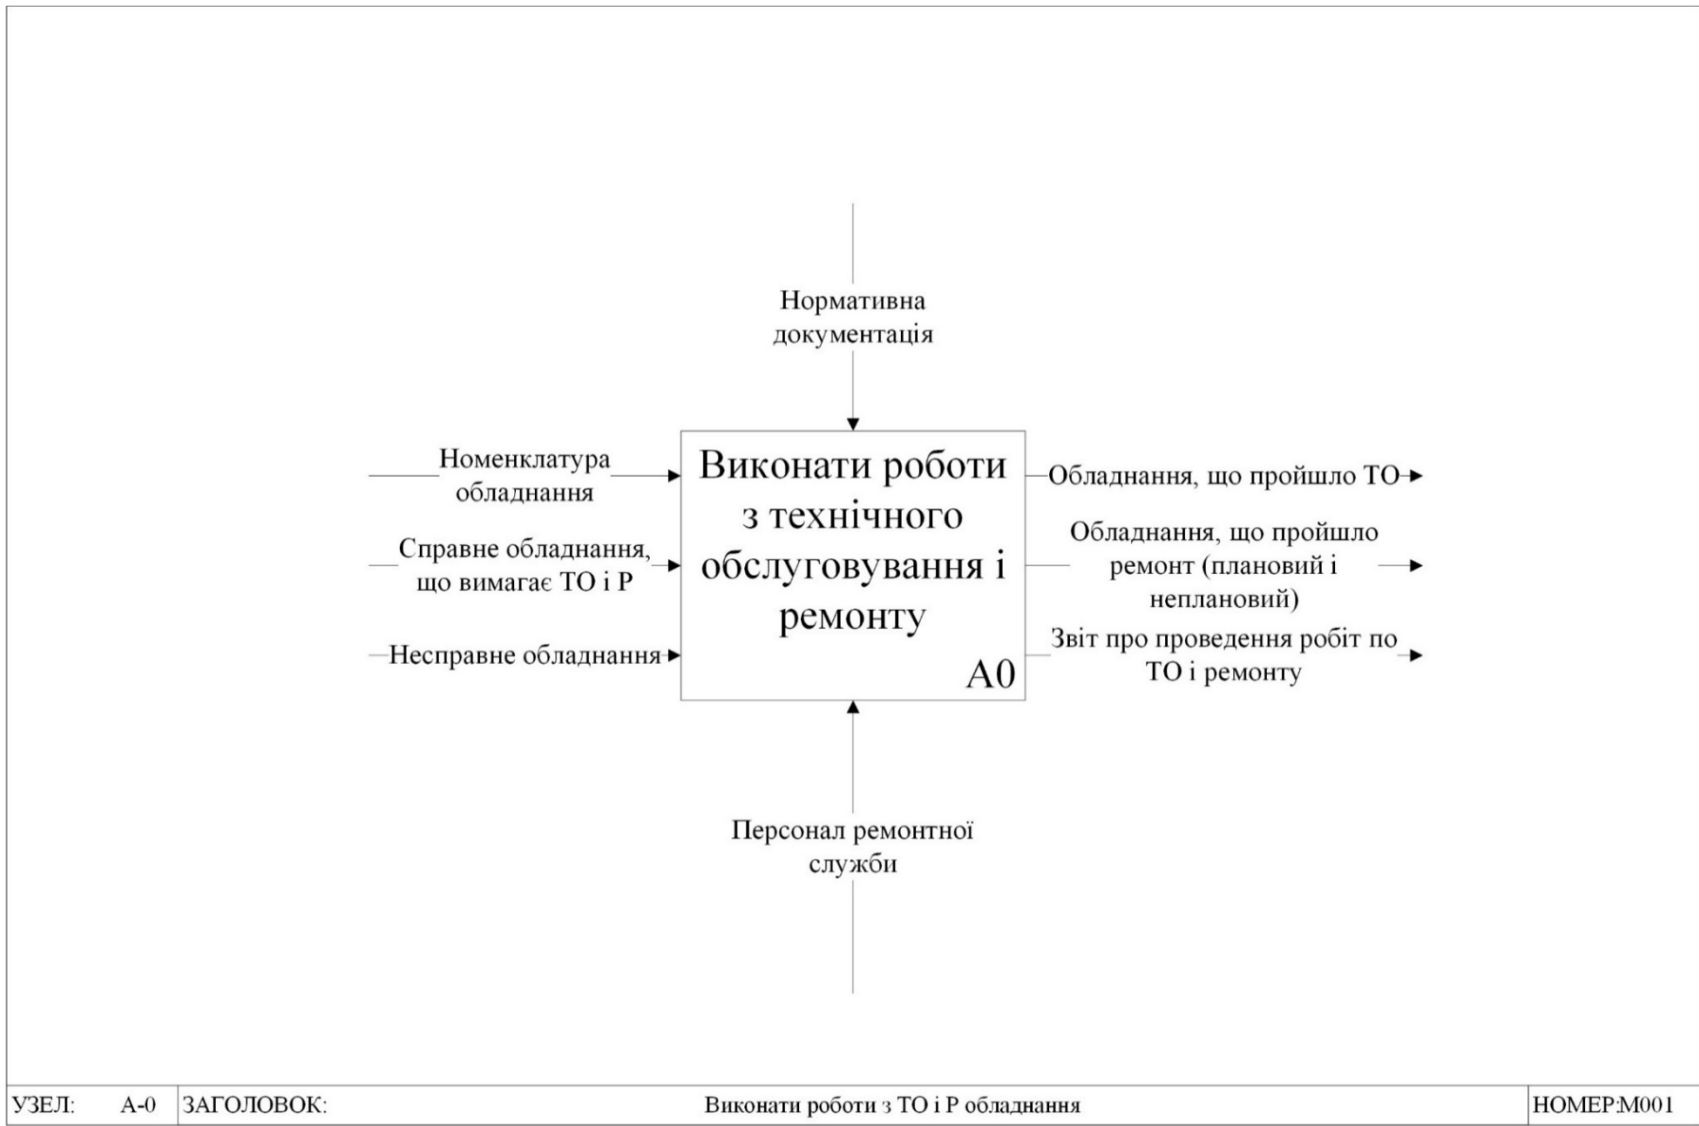 Нормативна
документація
Номенклатура
обладнання
Справне обладнання,
що вимагає ТО і Р
Несправне обладнання
Виконати роботи
з технічного
обслуговування і
ремонту
А0
Обладнання, що пройшло ТО
Обладнання, що пройшло
ремонт (плановий і
неплановий)
Звіт про проведення робіт по
ТО і ремонту
Персонал ремонтної
служби
УЗЕЛ: А-0 ЗАГОЛОВОК: Виконати роботи з ТО і Р обладнання НОМЕР:М001